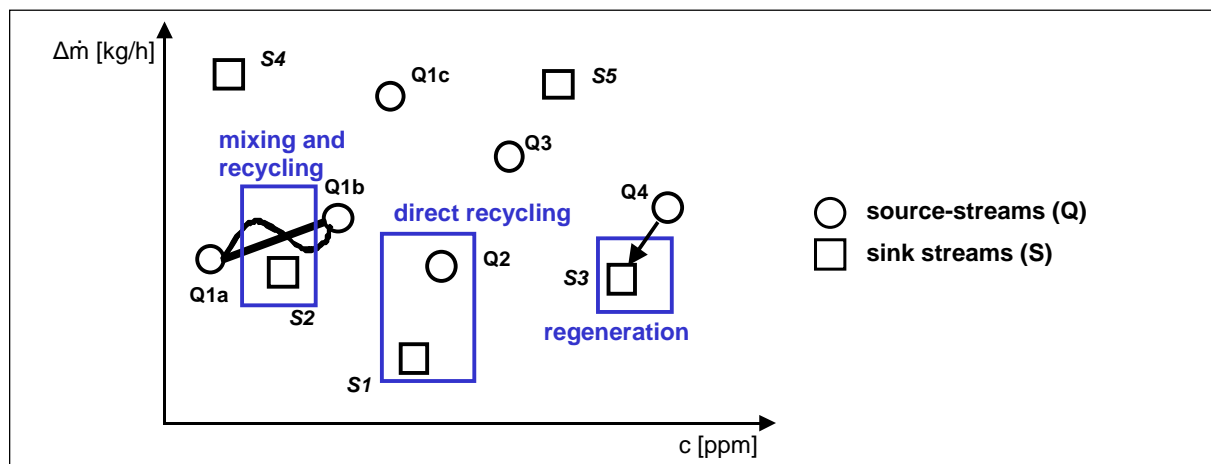 Δṁ [kg/h]
S4
Q1c
S5
mixing and
recycling
Q3
Q1b
Q4
direct recycling
source-streams (Q)
sink streams (S)
Q2
S3
Q1a
S2
regeneration
S1
c [ppm]